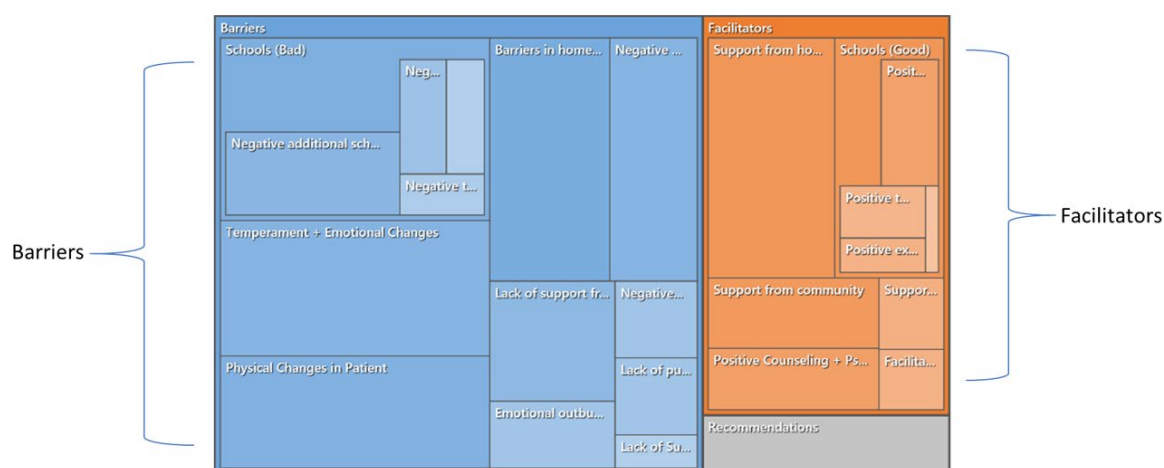 Barriers
Barriers
Schools (Bad)
Neg...
Negative additional sch...
Negative t...
Temperament + Emotional Changes
Physical Changes in Patient
Barriers in home...
Negative ...
Lack of support fr...
Negative...
Lack of pu...
Emotional outbu...
Lack of Su...
Facilitators
Support from ho...
Schools (Good)
Posit...
Positive t...
Positive ex...
Support from community
Suppor...
Positive Counseling + Ps...
Facilita...
Recommendations
Facilitators